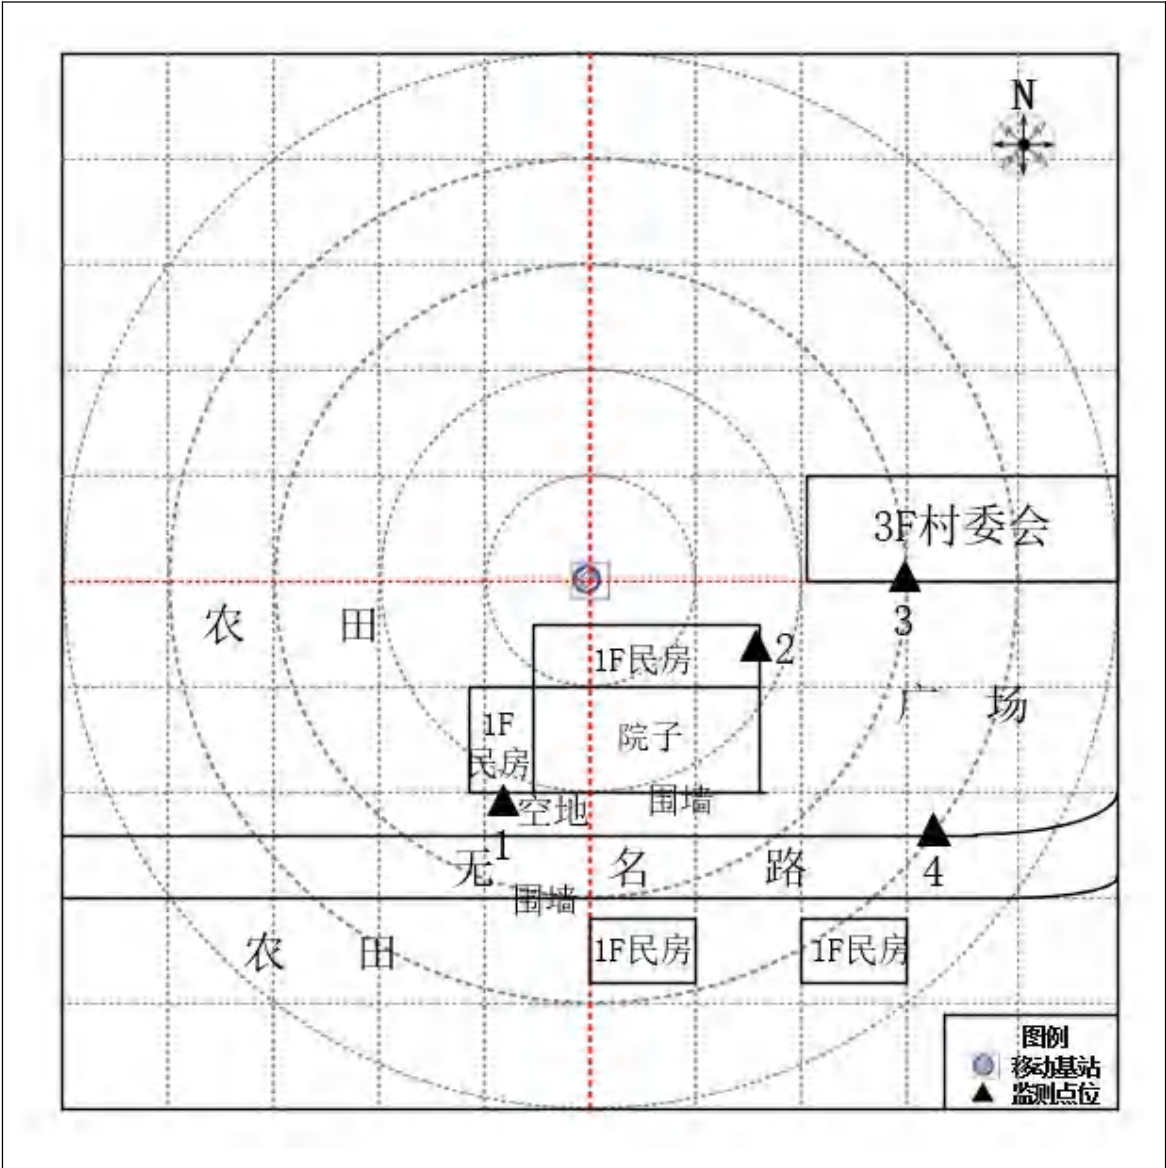 N
3F村委会
农 田
3
1F民房
2
广 场
1F
民房
院子
空地
围墙
1
无 名 路
4
围墙
农 田
1F民房
1F民房
图例
移动基站
监测点位